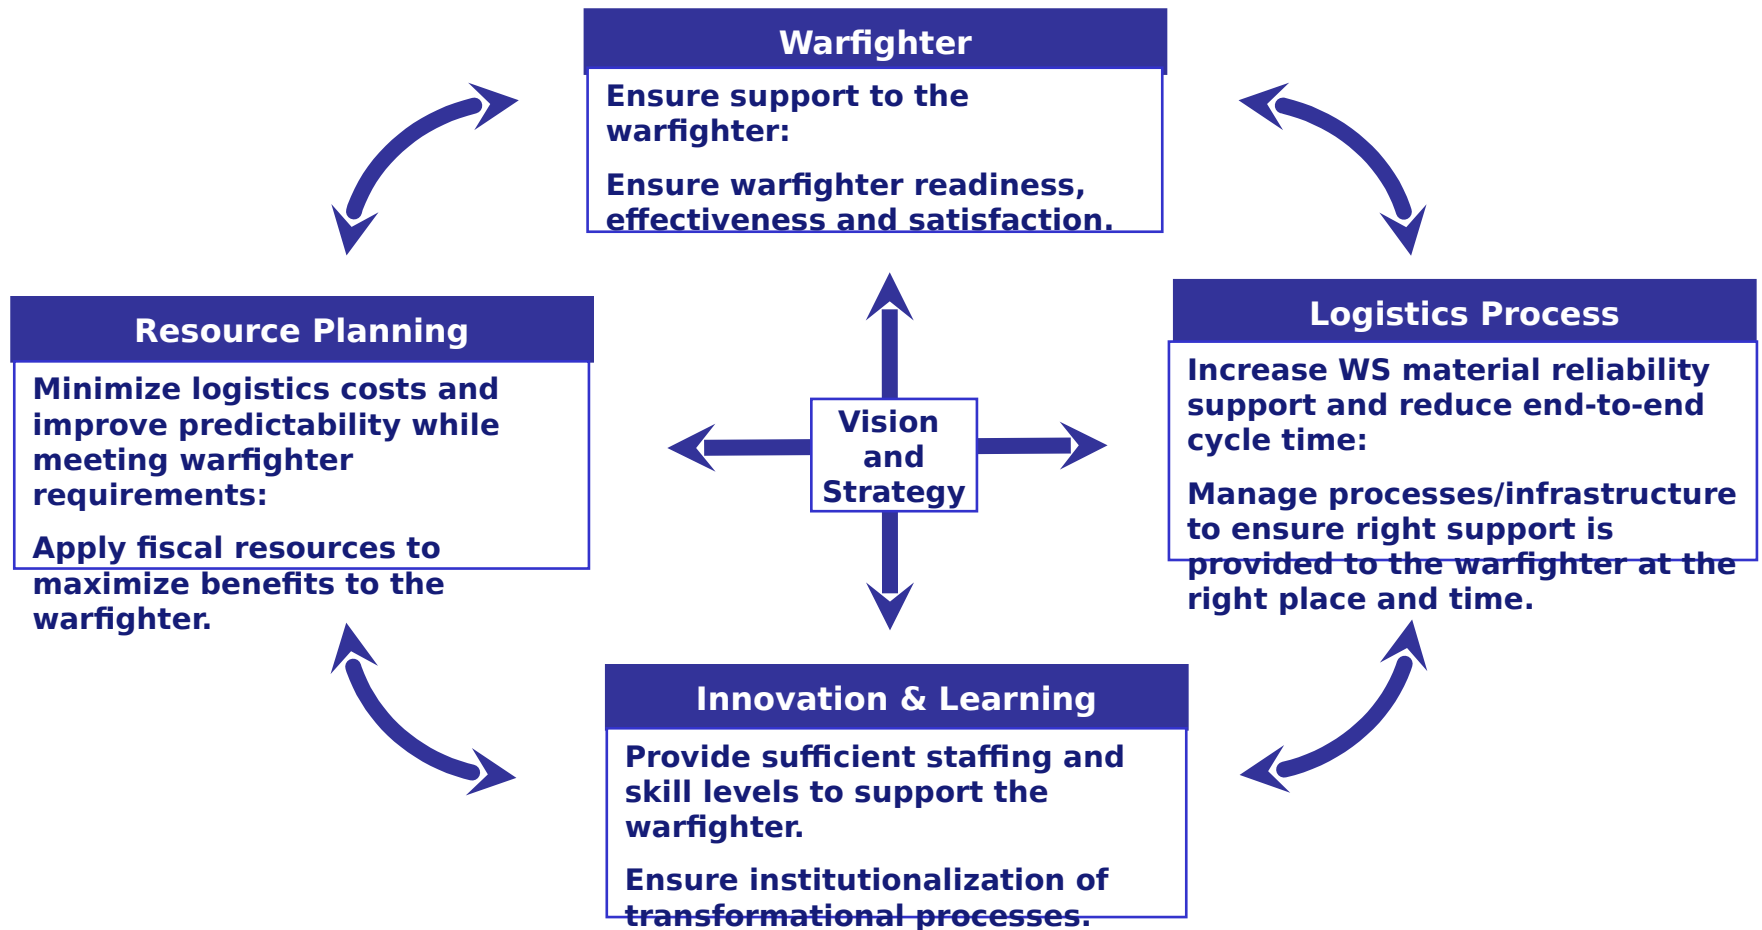 Warfighter
Ensure support to the
warfighter:
Ensure warfighter readiness,
effectiveness and satisfaction.
Resource Planning
Minimize logistics costs and
improve predictability while
meeting warfighter
requirements:
Apply fiscal resources to
maximize benefits to the
warfighter.
Vision
and
Strategy
Logistics Process
Increase WS material reliability
support and reduce end-to-end
cycle time:
Manage processes/infrastructure
to ensure right support is
provided to the warfighter at the
right place and time.
Innovation & Learning
Provide sufficient staffing and
skill levels to support the
warfighter.
Ensure institutionalization of
transformational processes.